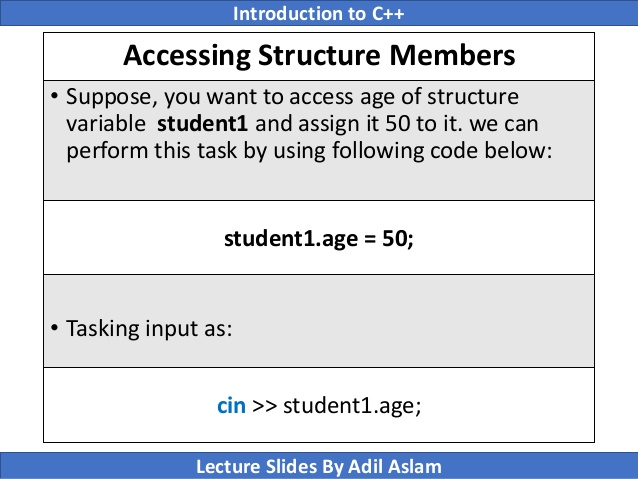 Introduction to C++
Accessing Structure Members
• Suppose, you want to access age of structure
variable student1 and assign it 50 to it. we can
perform this task by using following code below:
student1.age = 50;
• Tasking input as:
cin >> student1.age;
Lecture Slides By Adil Aslam